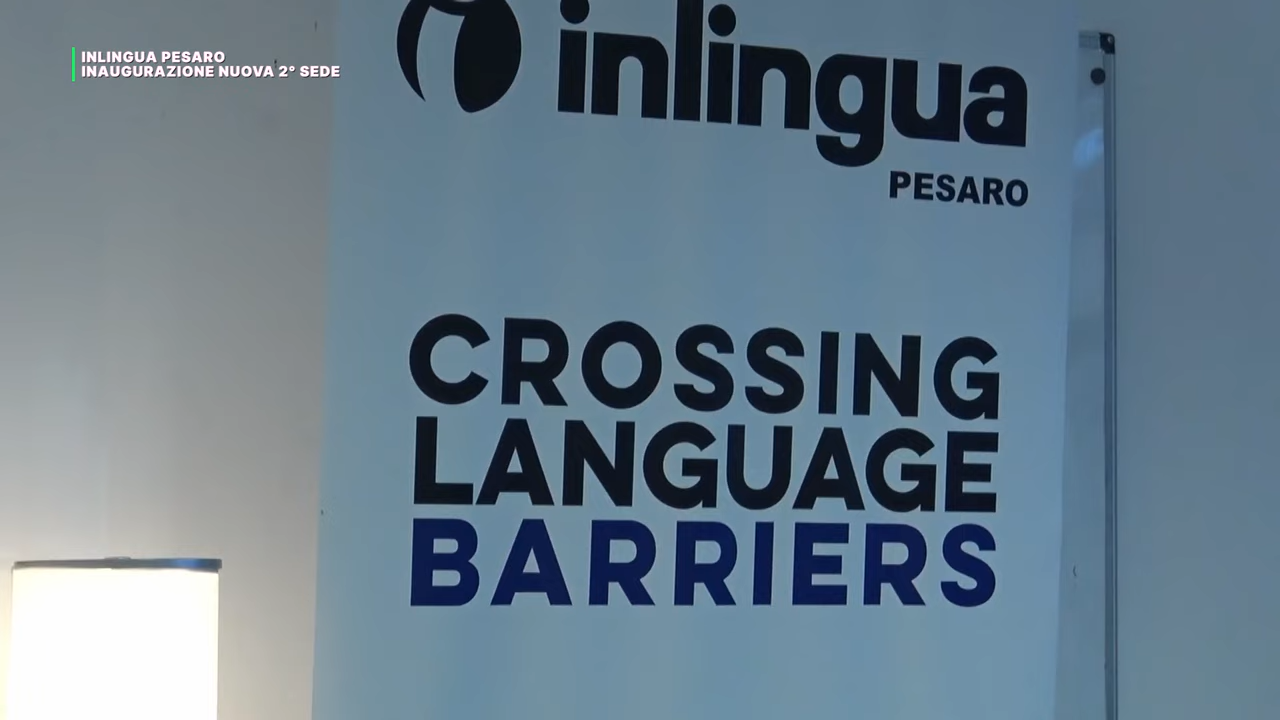 INLINGUA PESARO
INAUGURAZIONE NUOVA 2° SEDE
inlingua
PESARO
CROSSING
LANGUAGE
BARRIERS